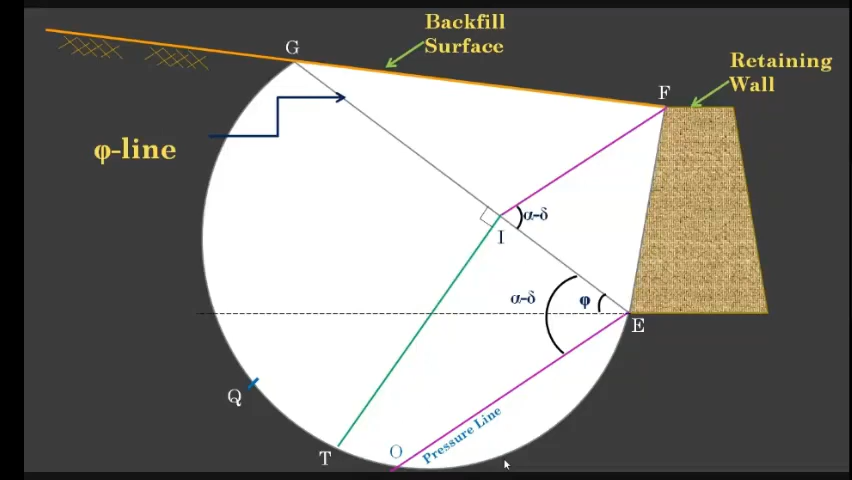 Backfill
Surface
G
Retaining
Wall
F
φ-line
α-δ
I
α-δ
φ
E
Q
Pressure Line
O
T